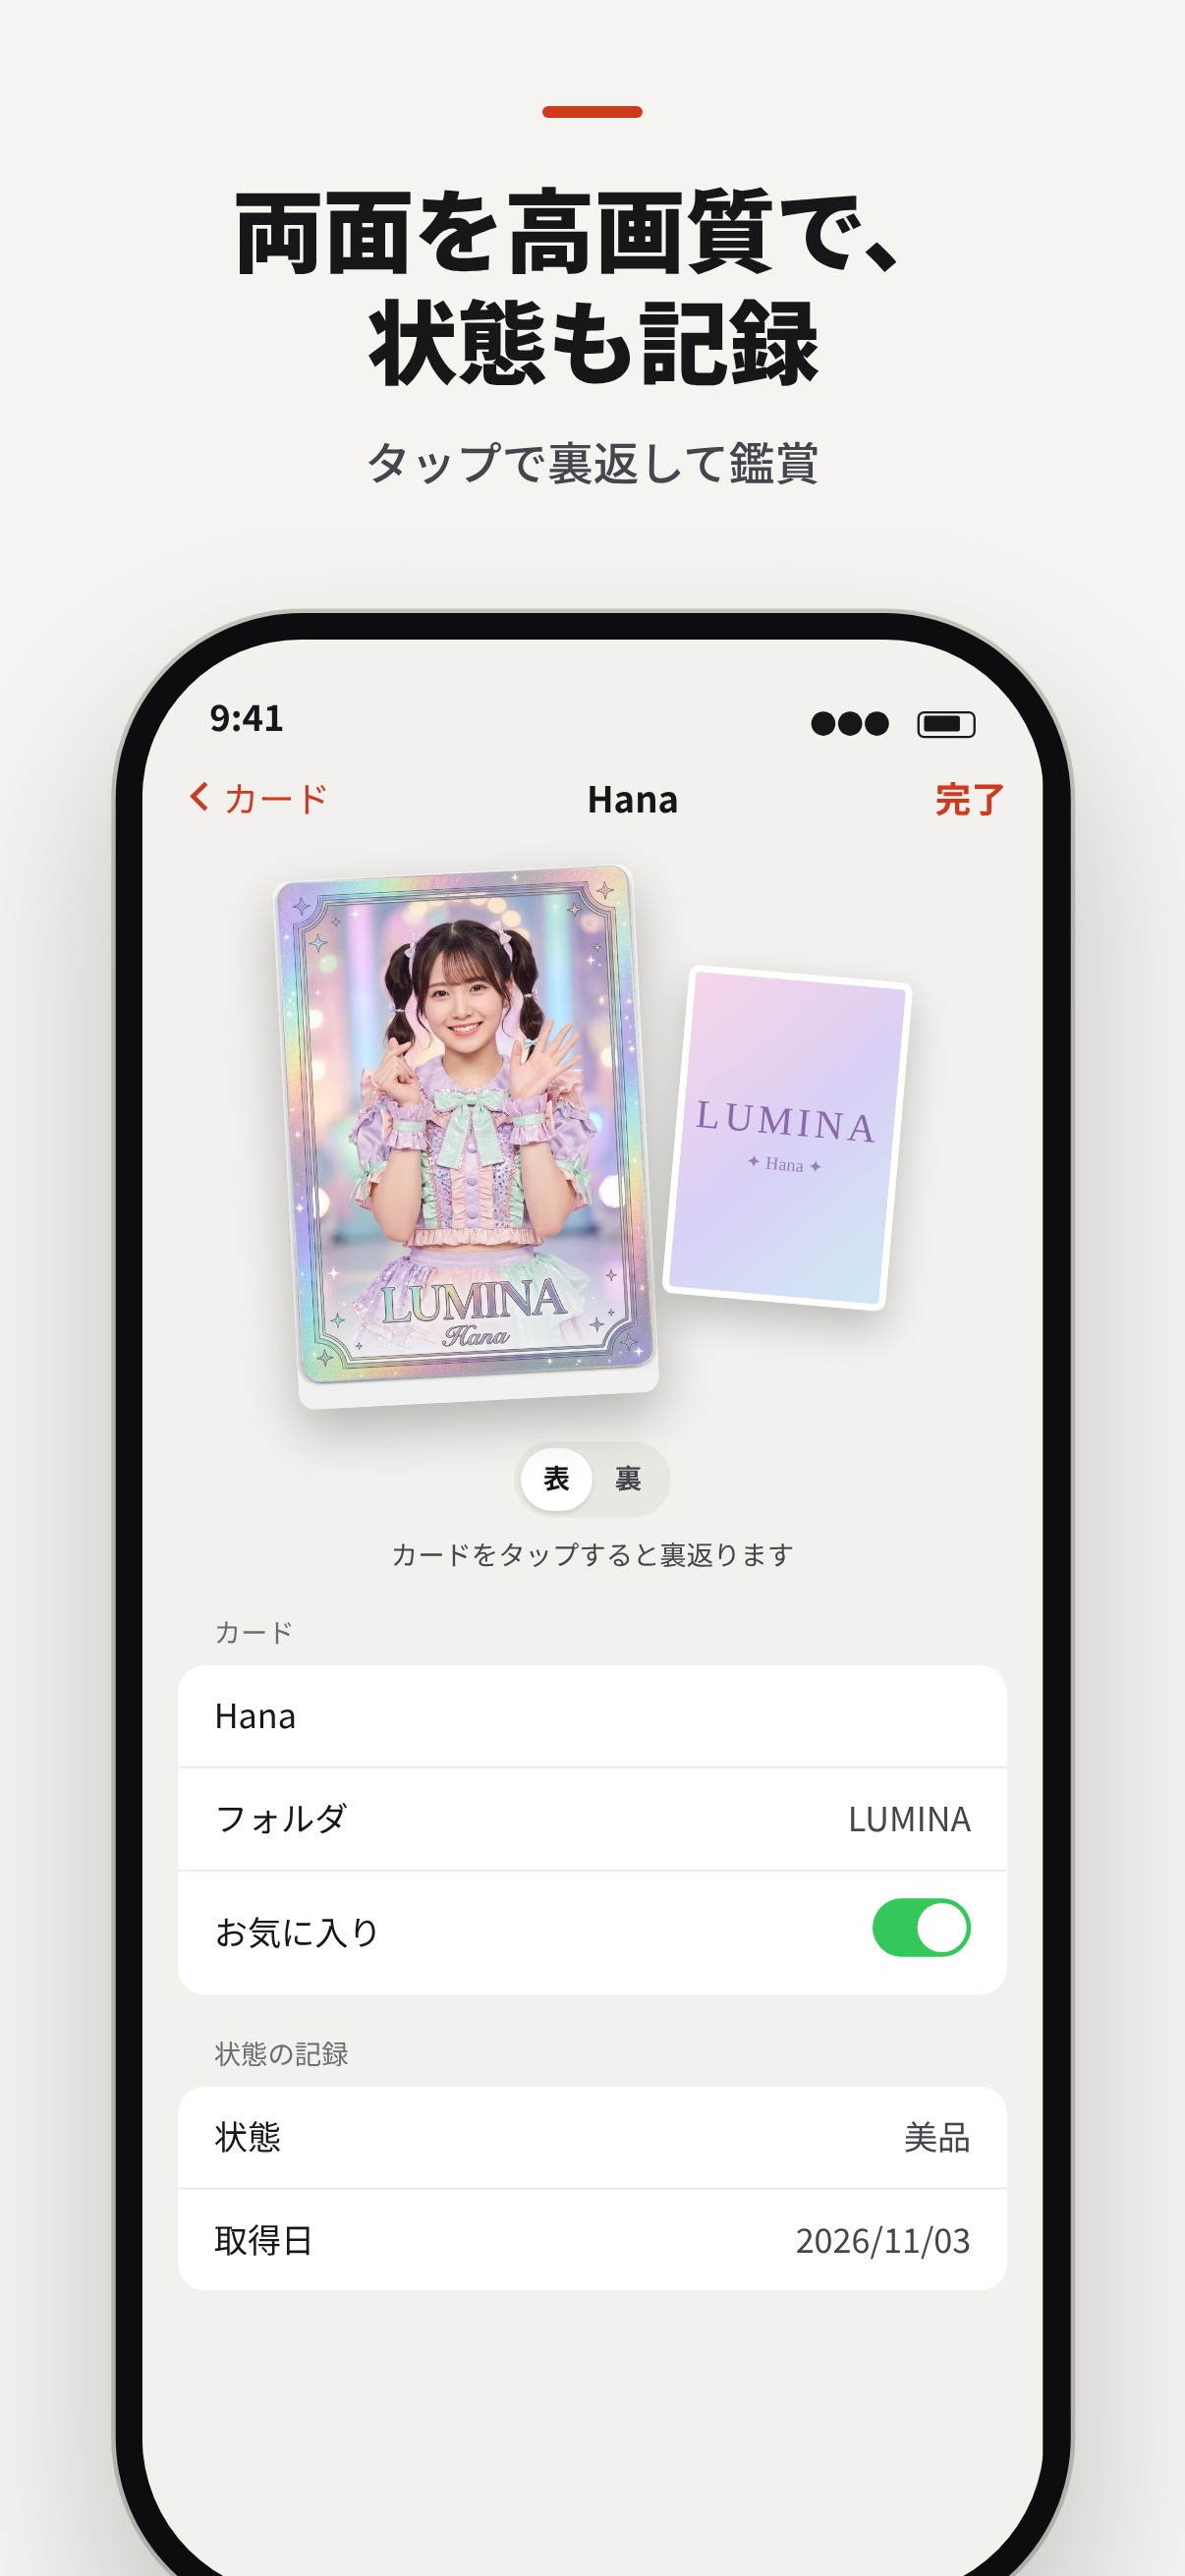 両面を高画質で、
状態も記録
タップで裏返して鑑賞
9:41
カード
Hana
完了
LUMINA
Hana
LUMINA
✦ Hana ✦
表 裏
カードをタップすると裏返ります
カード
Hana
フォルダ LUMINA
お気に入り
状態の記録
状態 美品
取得日 2026/11/03